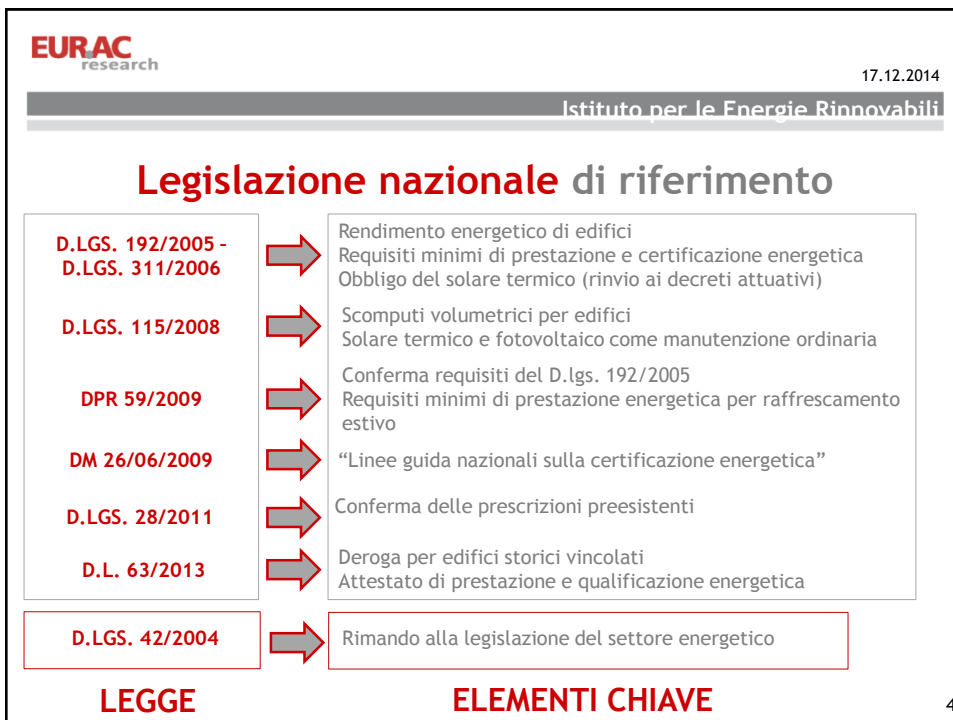 EURAC
research
17.12.2014
Istituto per le Energie Rinnovabili
Legislazione nazionale di riferimento
D.LGS. 192/2005 –
D.LGS. 311/2006
Rendimento energetico di edifici
Requisiti minimi di prestazione e certificazione energetica
Obbligo del solare termico (rinvio ai decreti attuativi)
D.LGS. 115/2008
Scomputi volumetrici per edifici
Solare termico e fotovoltaico come manutenzione ordinaria
DPR 59/2009
Conferma requisiti del D.lgs. 192/2005
Requisiti minimi di prestazione energetica per raffrescamento
estivo
DM 26/06/2009
“Linee guida nazionali sulla certificazione energetica”
D.LGS. 28/2011
Conferma delle prescrizioni preesistenti
D.L. 63/2013
Deroga per edifici storici vincolati
Attestato di prestazione e qualificazione energetica
D.LGS. 42/2004
Rimando alla legislazione del settore energetico
LEGGE
ELEMENTI CHIAVE
4